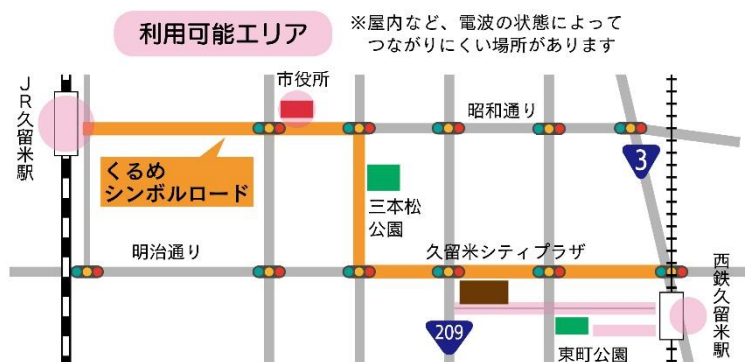 利用可能エリア
※屋内など、電波の状態によって
つながりにくい場所があります
JR久留米駅
市役所
昭和通り
くるめ
シンボルロード
3
三本松
公園
明治通り
久留米シティプラザ
西鉄久留米駅
209
東町公園